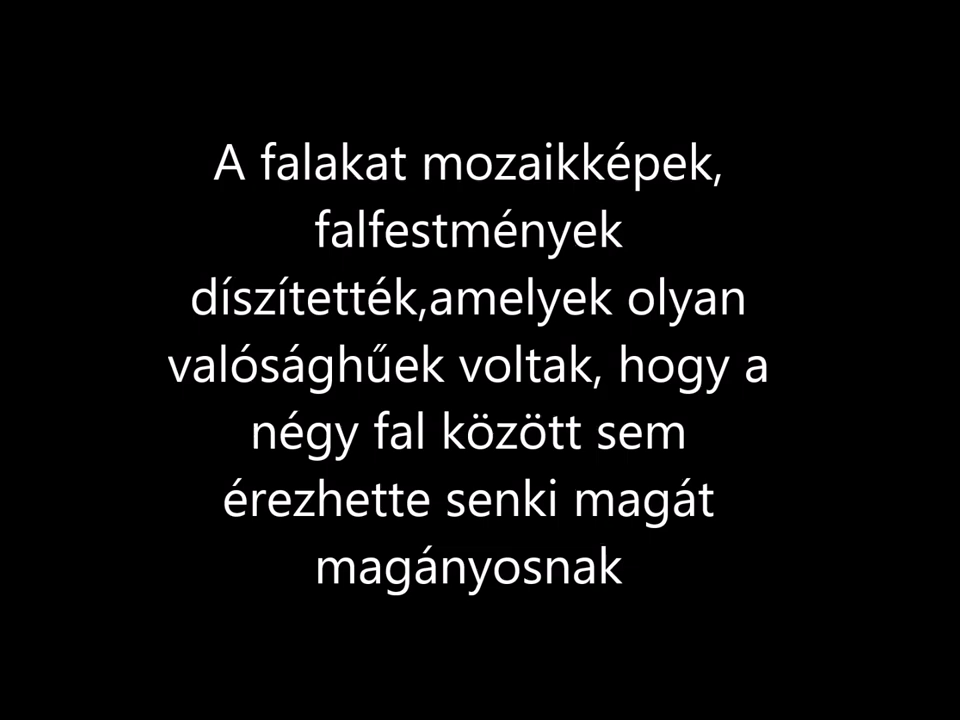 A falakat mozaikképek,
falfestmények
díszítették,amelyek olyan
valósághűek voltak, hogy a
négy fal között sem
érezhette senki magát
magányosnak